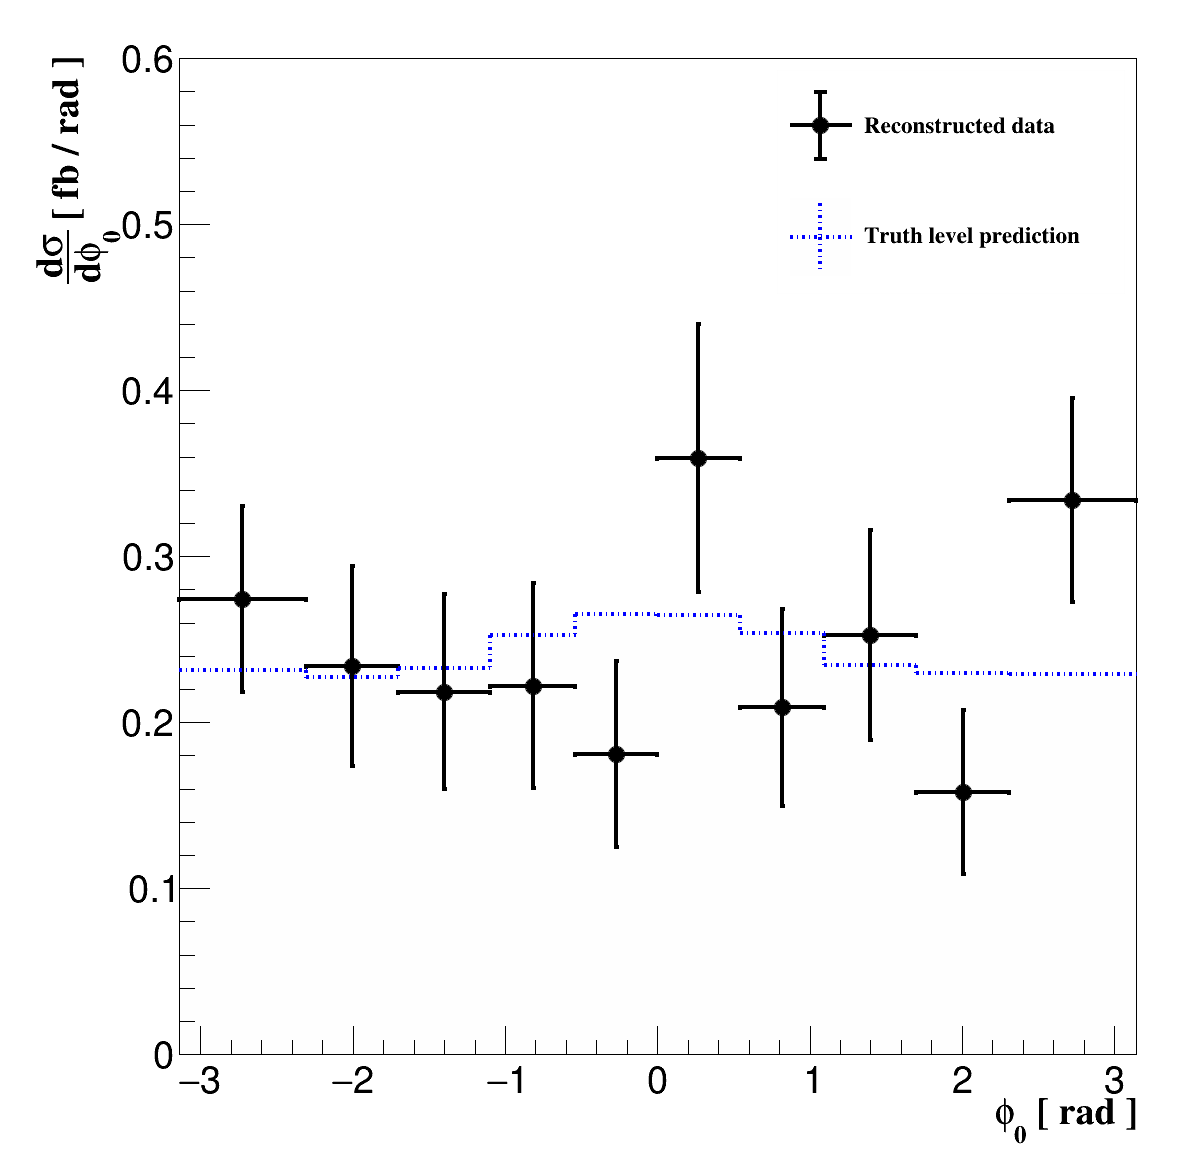 dσ/dϕ₀ [ fb / rad ]
0.6
0.5
0.4
0.3
0.2
0.1
0
Reconstructed data
Truth level prediction
−3 −2 −1 0 1 2 3
ϕ₀ [ rad ]